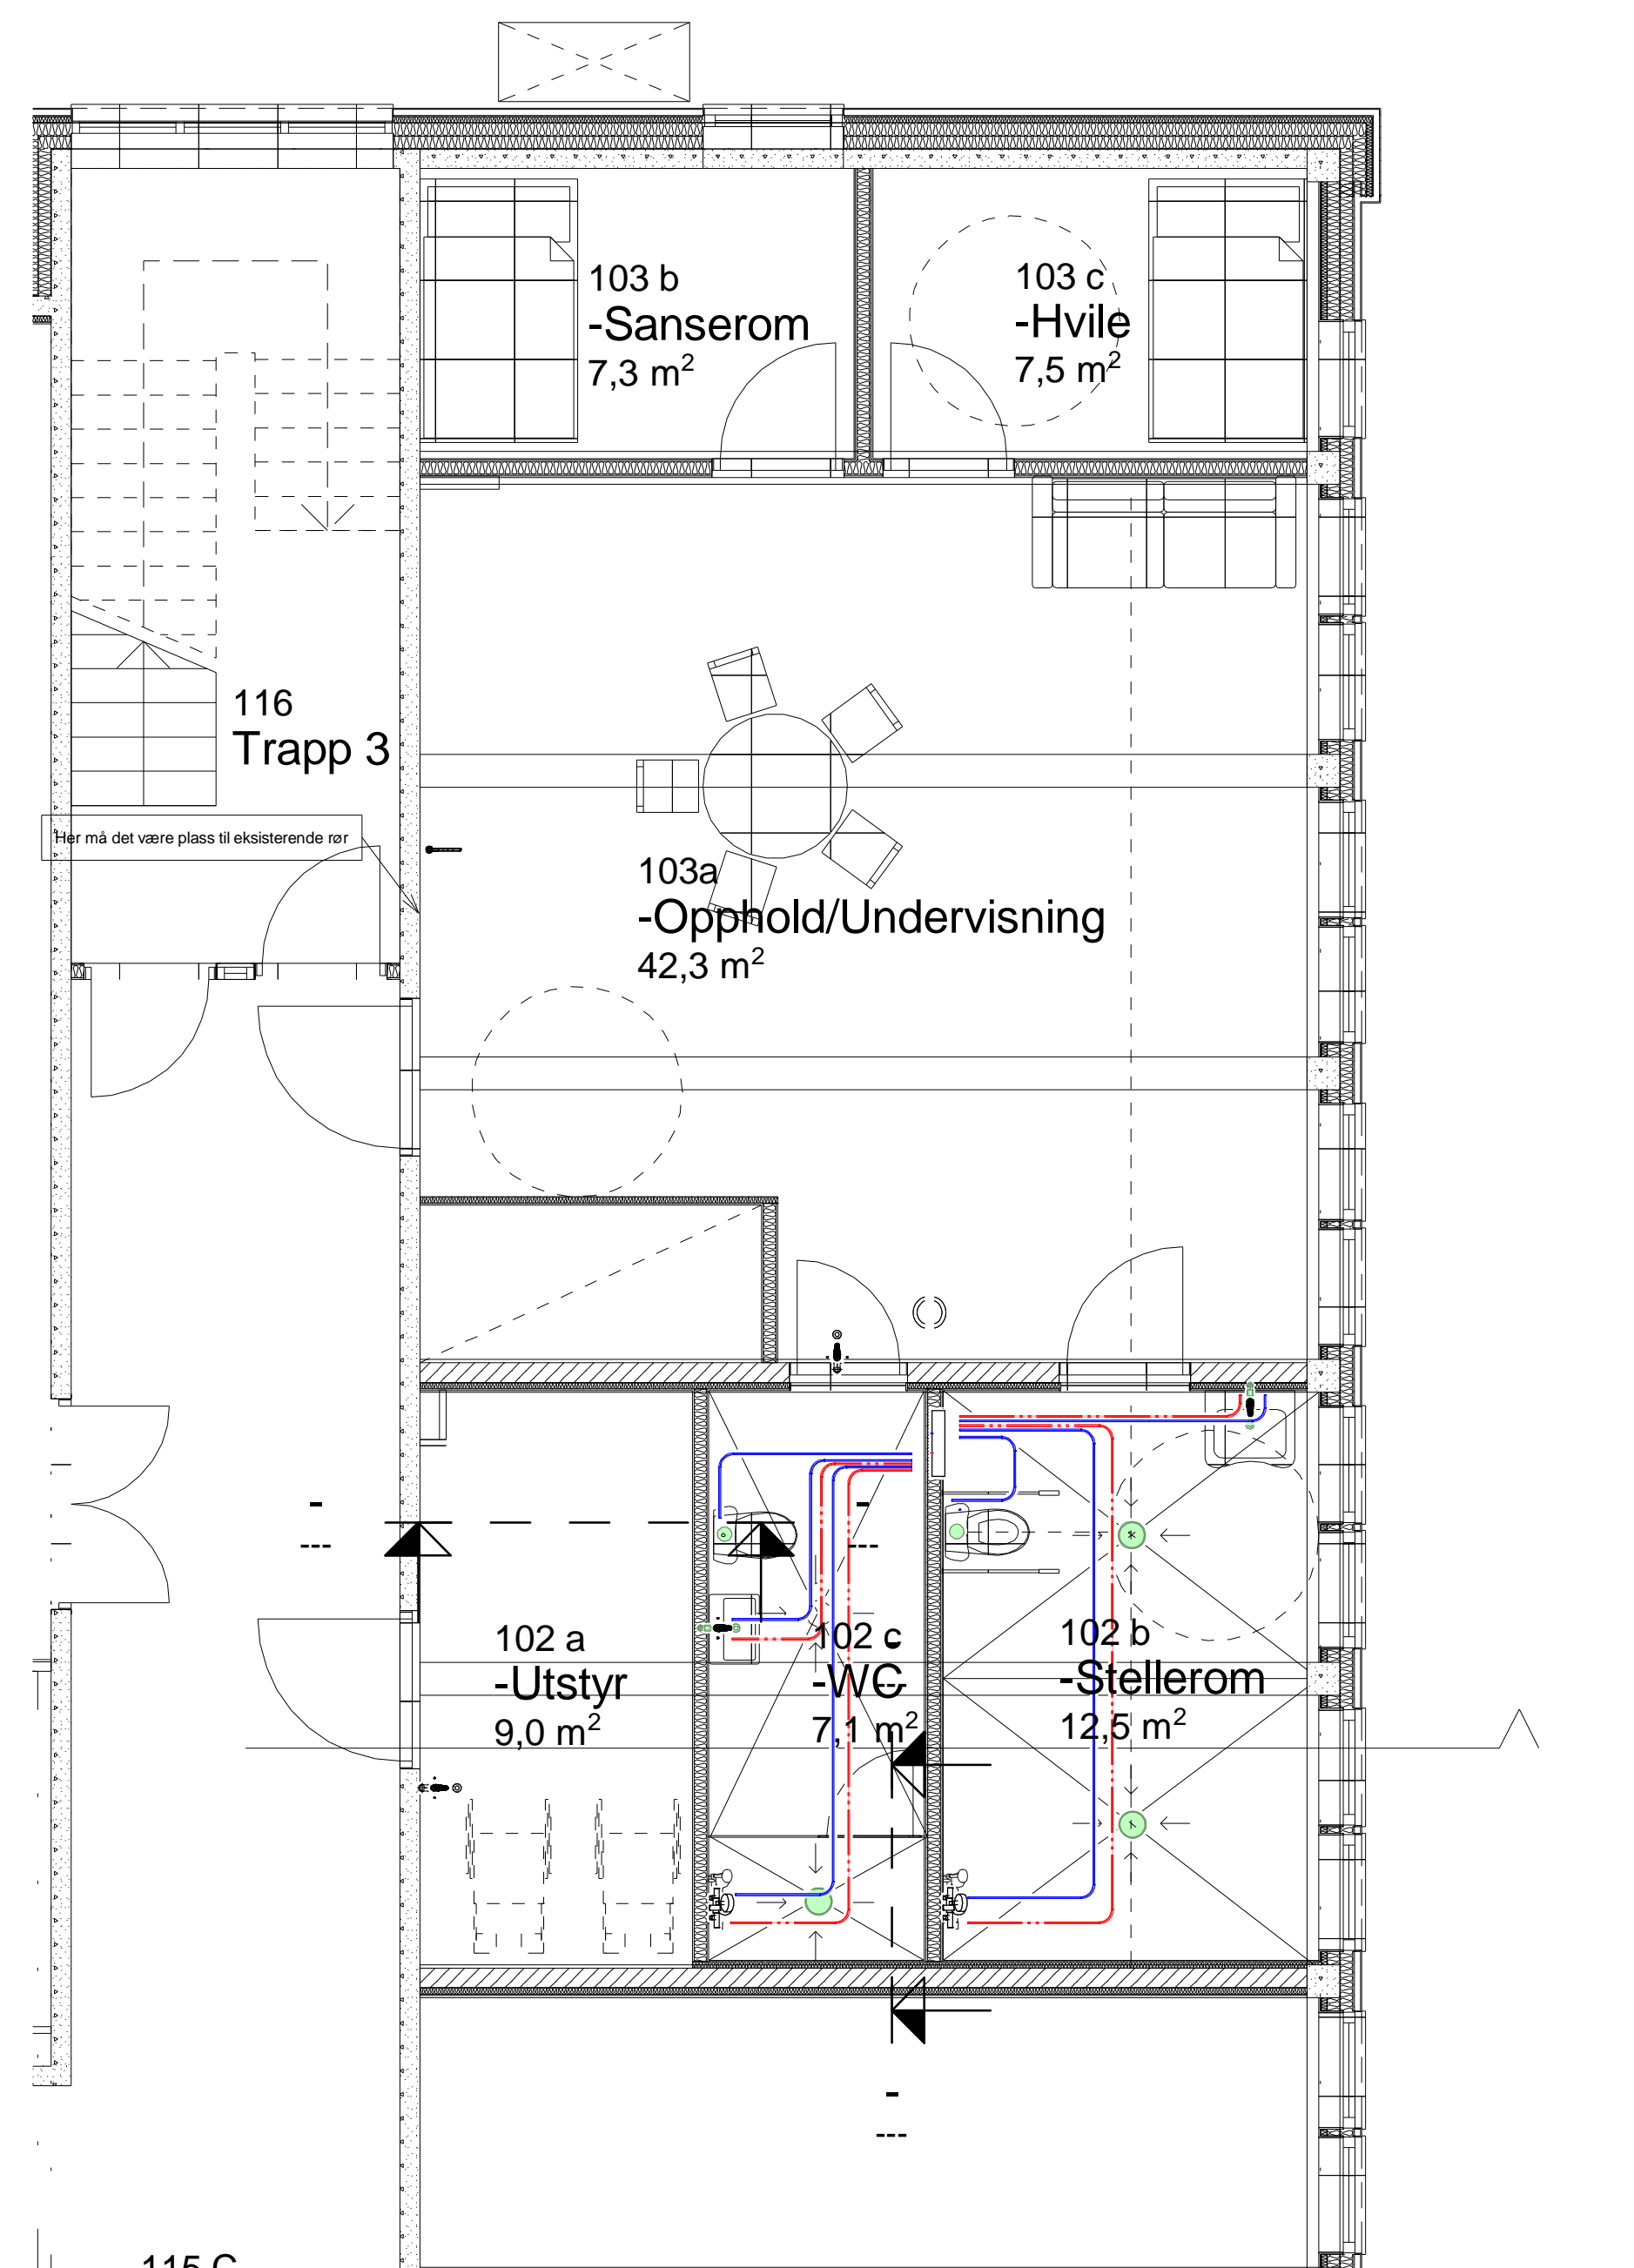 103 b
-Sanserom
7,3 m²
103 c
-Hvile
7,5 m²
116
Trapp 3
Her må det være plass til eksisterende rør
103a
-Opphold/Undervisning
42,3 m²
-
---
-
---
102 a
-Utstyr
9,0 m²
102 c
-WC
7,1 m²
-
---
102 b
-Stellerom
12,5 m²
-
---
115 C